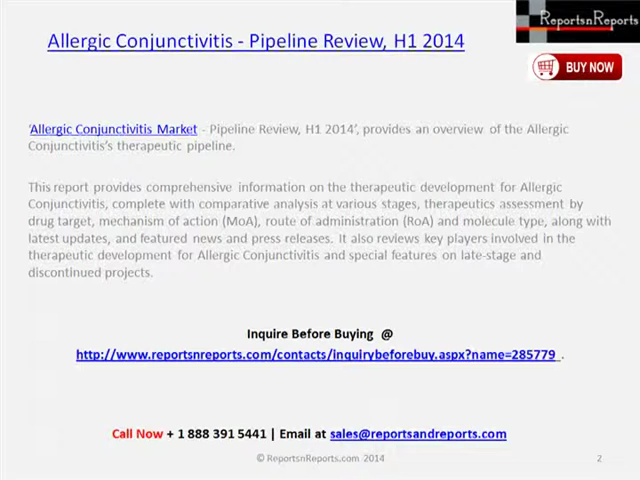 Allergic Conjunctivitis - Pipeline Review, H1 2014
ReportsnReports
BUY NOW
‘Allergic Conjunctivitis Market - Pipeline Review, H1 2014’, provides an overview of the Allergic
Conjunctivitis’s therapeutic pipeline.
This report provides comprehensive information on the therapeutic development for Allergic
Conjunctivitis, complete with comparative analysis at various stages, therapeutics assessment by
drug target, mechanism of action (MoA), route of administration (RoA) and molecule type, along with
latest updates, and featured news and press releases. It also reviews key players involved in the
therapeutic development for Allergic Conjunctivitis and special features on late-stage and
discontinued projects.
Inquire Before Buying @
http://www.reportsnreports.com/contacts/inquirybeforebuy.aspx?name=285779 .
Call Now + 1 888 391 5441 | Email at sales@reportsandreports.com
© ReportsnReports.com 2014
2